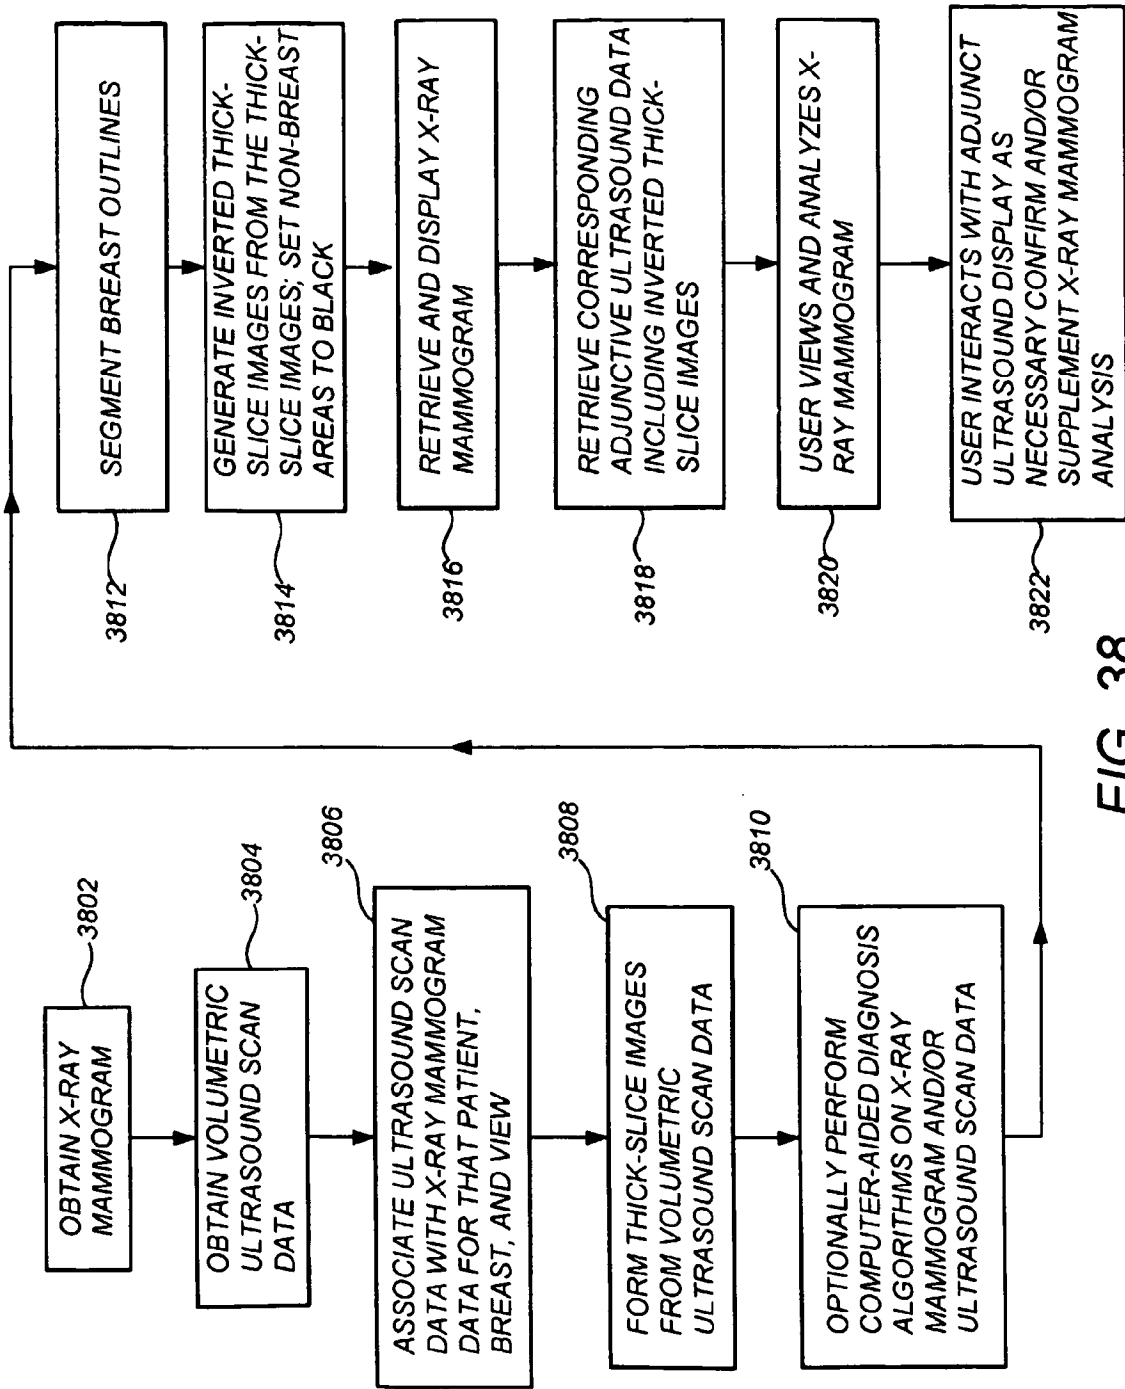 OBTAIN X-RAY
MAMMOGRAM
3802
OBTAIN VOLUMETRIC
ULTRASOUND SCAN
DATA
3804
ASSOCIATE ULTRASOUND SCAN
DATA WITH X-RAY MAMMOGRAM
DATA FOR THAT PATIENT,
BREAST, AND VIEW
3806
FORM THICK-SLICE IMAGES
FROM VOLUMETRIC
ULTRASOUND SCAN DATA
3808
OPTIONALLY PERFORM
COMPUTER-AIDED DIAGNOSIS
ALGORITHMS ON X-RAY
MAMMOGRAM AND/OR
ULTRASOUND SCAN DATA
3810
SEGMENT BREAST OUTLINES
3812
GENERATE INVERTED THICK-
SLICE IMAGES FROM THE THICK-
SLICE IMAGES; SET NON-BREAST
AREAS TO BLACK
3814
RETRIEVE AND DISPLAY X-RAY
MAMMOGRAM
3816
RETRIEVE CORRESPONDING
ADJUNCTIVE ULTRASOUND DATA
INCLUDING INVERTED THICK-
SLICE IMAGES
3818
USER VIEWS AND ANALYZES X-
RAY MAMMOGRAM
3820
USER INTERACTS WITH ADJUNCT
ULTRASOUND DISPLAY AS
NECESSARY CONFIRM AND/OR
SUPPLEMENT X-RAY MAMMOGRAM
ANALYSIS
3822
FIG. 38